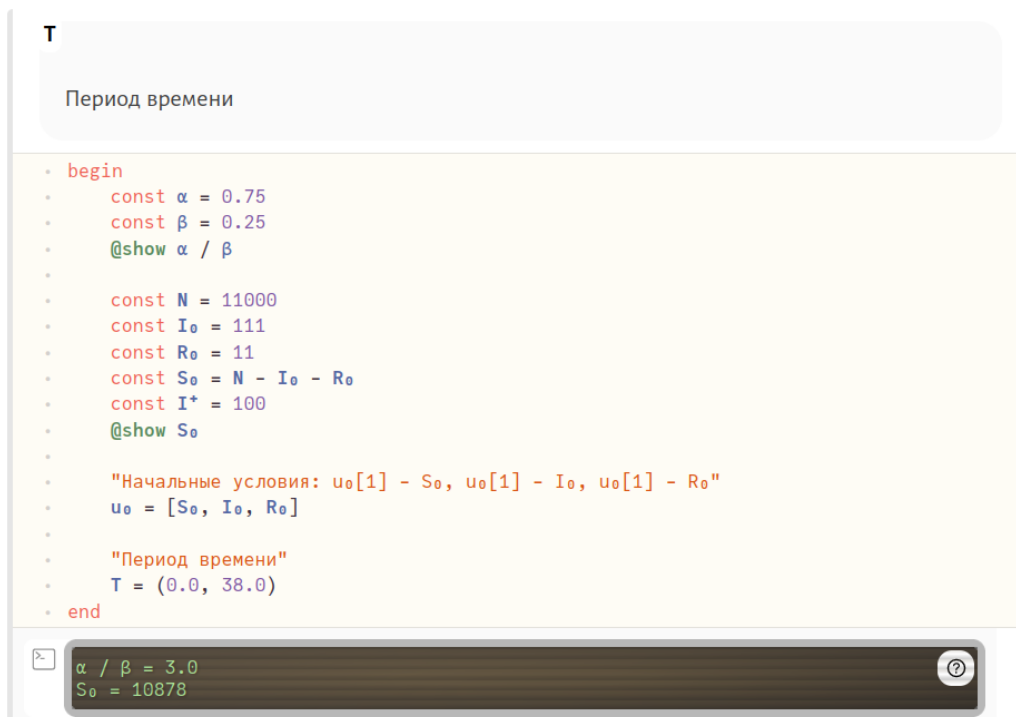 T
Период времени
begin
const α = 0.75
const β = 0.25
@show α / β
const N = 11000
const I₀ = 111
const R₀ = 11
const S₀ = N - I₀ - R₀
const I⁺ = 100
@show S₀
"Начальные условия: u₀[1] - S₀, u₀[1] - I₀, u₀[1] - R₀"
u₀ = [S₀, I₀, R₀]
"Период времени"
T = (0.0, 38.0)
end
α / β = 3.0
S₀ = 10878